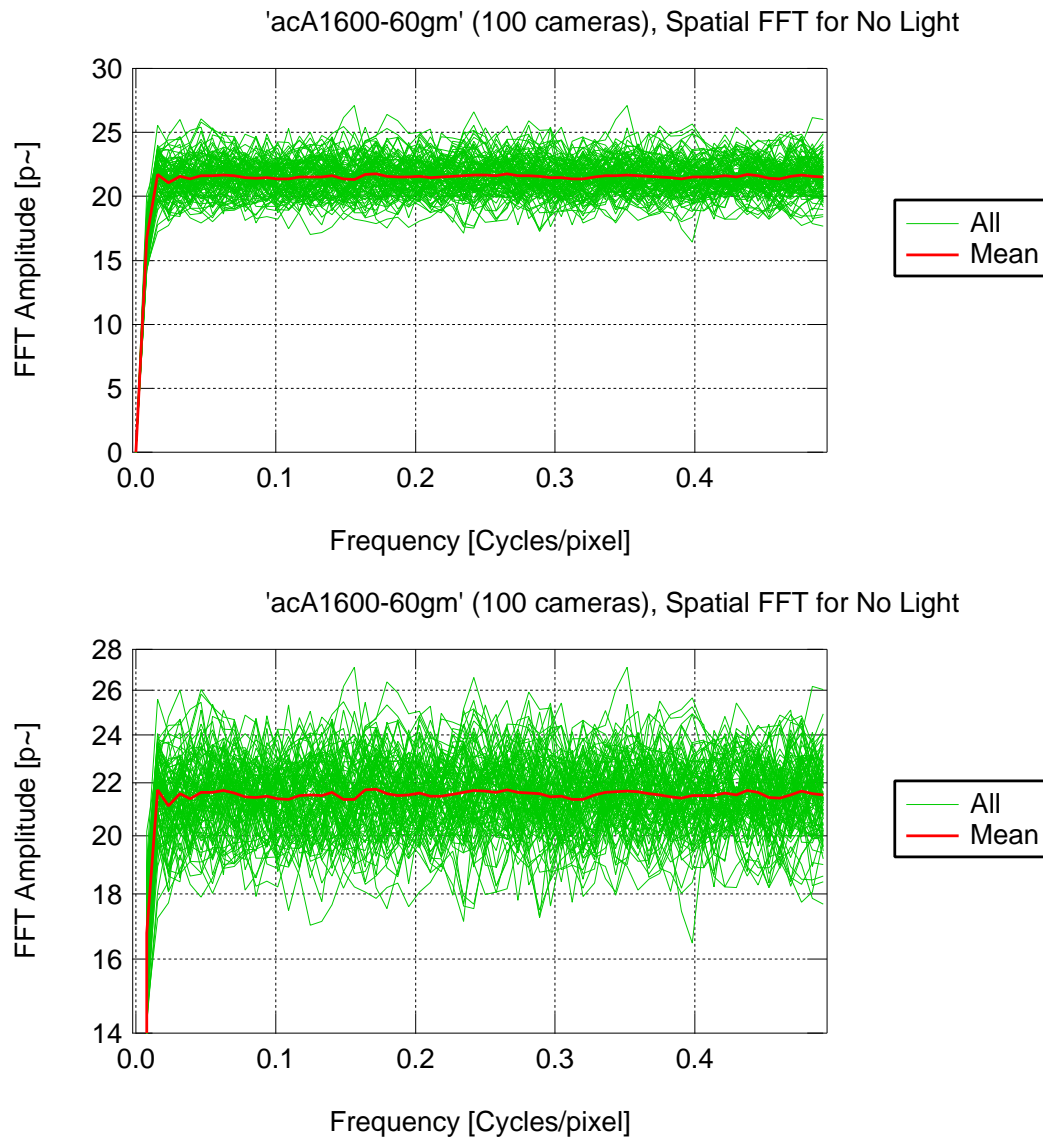 'acA1600-60gm' (100 cameras), Spatial FFT for No Light
30
25
20
15
10
5
0
FFT Amplitude [p~]
0.0 0.1 0.2 0.3 0.4
Frequency [Cycles/pixel]
All
Mean
'acA1600-60gm' (100 cameras), Spatial FFT for No Light
28
26
24
22
20
18
16
14
FFT Amplitude [p~]
0.0 0.1 0.2 0.3 0.4
Frequency [Cycles/pixel]
All
Mean